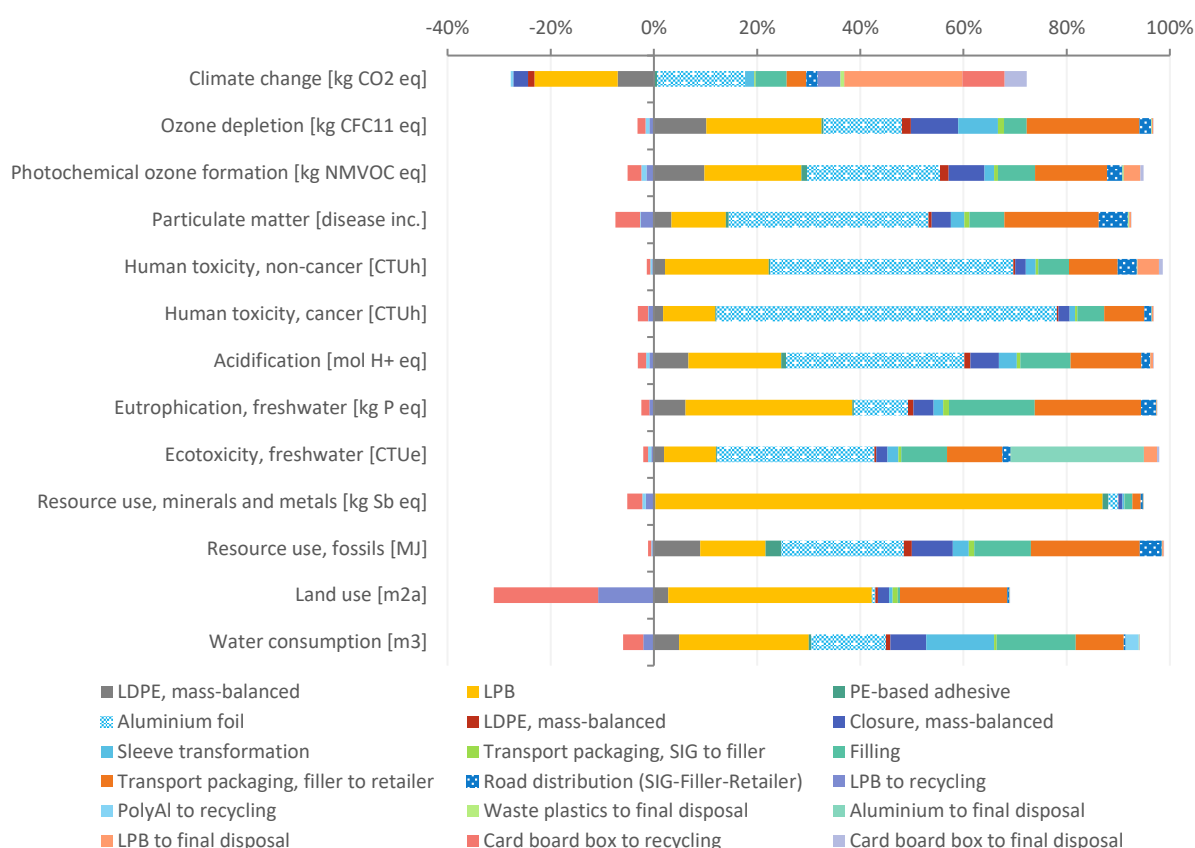 -40% -20% 0% 20% 40% 60% 80% 100%
Climate change [kg CO2 eq]
Ozone depletion [kg CFC11 eq]
Photochemical ozone formation [kg NMVOC eq]
Particulate matter [disease inc.]
Human toxicity, non-cancer [CTUh]
Human toxicity, cancer [CTUh]
Acidification [mol H+ eq]
Eutrophication, freshwater [kg P eq]
Ecotoxicity, freshwater [CTUe]
Resource use, minerals and metals [kg Sb eq]
Resource use, fossils [MJ]
Land use [m2a]
Water consumption [m3]
LDPE, mass-balanced LPB PE-based adhesive
Aluminium foil LDPE, mass-balanced Closure, mass-balanced
Sleeve transformation Transport packaging, SIG to filler Filling
Transport packaging, filler to retailer Road distribution (SIG-Filler-Retailer) LPB to recycling
PolyAl to recycling Waste plastics to final disposal Aluminium to final disposal
LPB to final disposal Card board box to recycling Card board box to final disposal